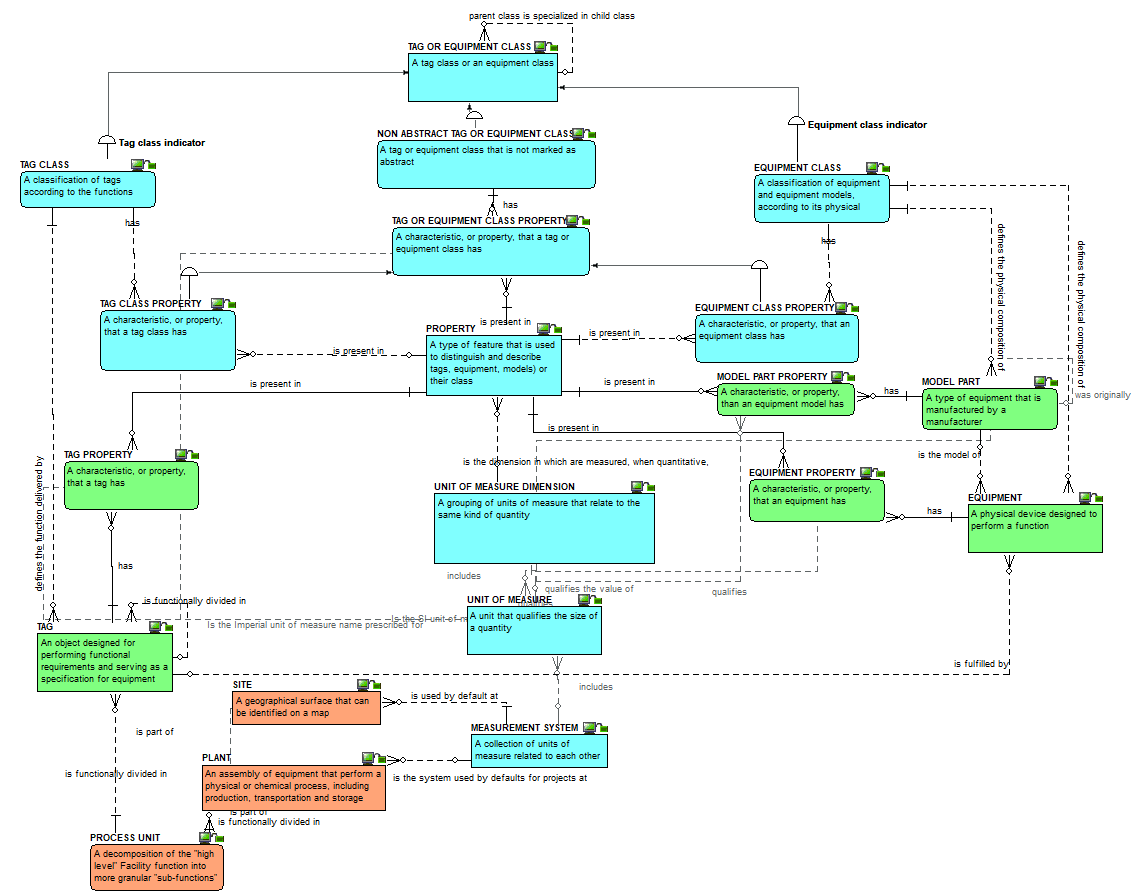 parent class is specialized in child class
TAG OR EQUIPMENT CLASS
A tag class or an equipment class
Tag class indicator
Equipment class indicator
NON ABSTRACT TAG OR EQUIPMENT CLASS
A tag or equipment class that is not marked as
abstract
TAG CLASS
A classification of tags
according to the functions
EQUIPMENT CLASS
A classification of equipment
and equipment models,
according to its physical
has
has
has
TAG OR EQUIPMENT CLASS PROPERTY
A characteristic, or property, that a tag or
equipment class has
defines the physical composition of
defines the physical composition of
TAG CLASS PROPERTY
A characteristic, or property,
that a tag class has
EQUIPMENT CLASS PROPERTY
A characteristic, or property, that an
equipment class has
is present in
PROPERTY
A type of feature that is used
to distinguish and describe
tags, equipment, models) or
their class
is present in
is present in
is present in
is present in
MODEL PART PROPERTY
A characteristic, or property,
than an equipment model has
has
MODEL PART
A type of equipment that is
manufactured by a
manufacturer
was originally
is present in
is the model of
TAG PROPERTY
A characteristic, or property,
that a tag has
is the dimension in which are measured, when quantitative,
UNIT OF MEASURE DIMENSION
A grouping of units of measure that relate to the
same kind of quantity
EQUIPMENT PROPERTY
A characteristic, or property,
that an equipment has
has
EQUIPMENT
A physical device designed to
perform a function
defines the function delivered by
has
includes
qualifies the value of
qualifies
is functionally divided in
UNIT OF MEASURE
A unit that qualifies the size of
a quantity
Is the SI unit of
Is the Imperial unit of measure name prescribed for
TAG
An object designed for
performing functional
requirements and serving as a
specification for equipment
is fulfilled by
includes
SITE
A geographical surface that can
be identified on a map
is used by default at
MEASUREMENT SYSTEM
A collection of units of
measure related to each other
is part of
PLANT
An assembly of equipment that perform a
physical or chemical process, including
production, transportation and storage
is the system used by defaults for projects at
is functionally divided in
is part of
is functionally divided in
PROCESS UNIT
A decomposition of the "high
level" Facility function into
more granular "sub-functions"